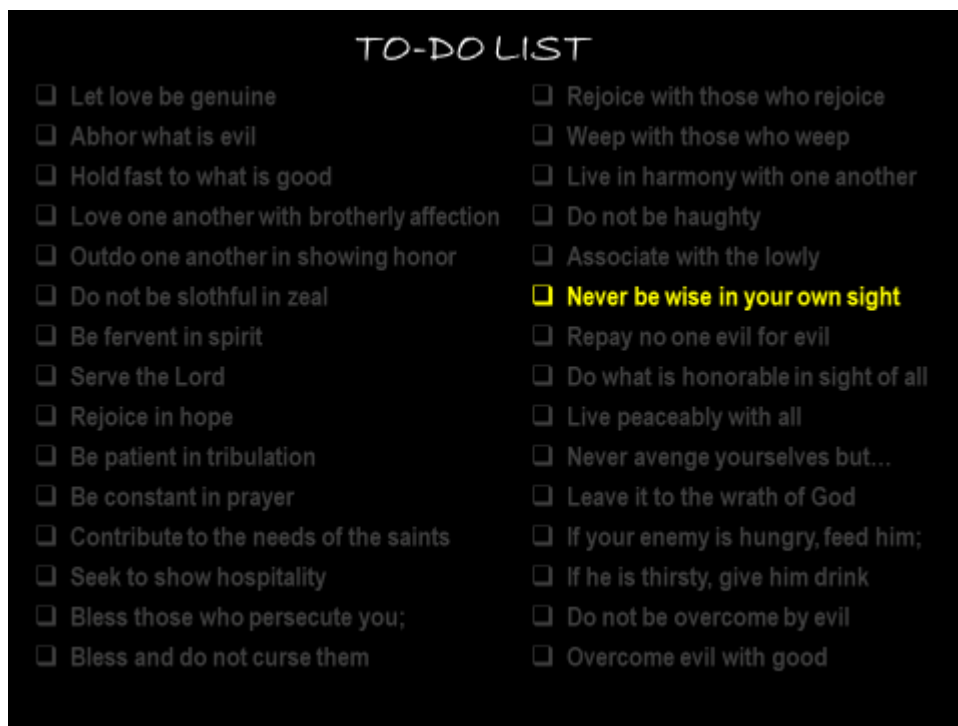 TO-DO LIST
Let love be genuine
Abhor what is evil
Hold fast to what is good
Love one another with brotherly affection
Outdo one another in showing honor
Do not be slothful in zeal
Be fervent in spirit
Serve the Lord
Rejoice in hope
Be patient in tribulation
Be constant in prayer
Contribute to the needs of the saints
Seek to show hospitality
Bless those who persecute you;
Bless and do not curse them
Rejoice with those who rejoice
Weep with those who weep
Live in harmony with one another
Do not be haughty
Associate with the lowly
Never be wise in your own sight
Repay no one evil for evil
Do what is honorable in sight of all
Live peaceably with all
Never avenge yourselves but...
Leave it to the wrath of God
If your enemy is hungry, feed him;
If he is thirsty, give him drink
Do not be overcome by evil
Overcome evil with good